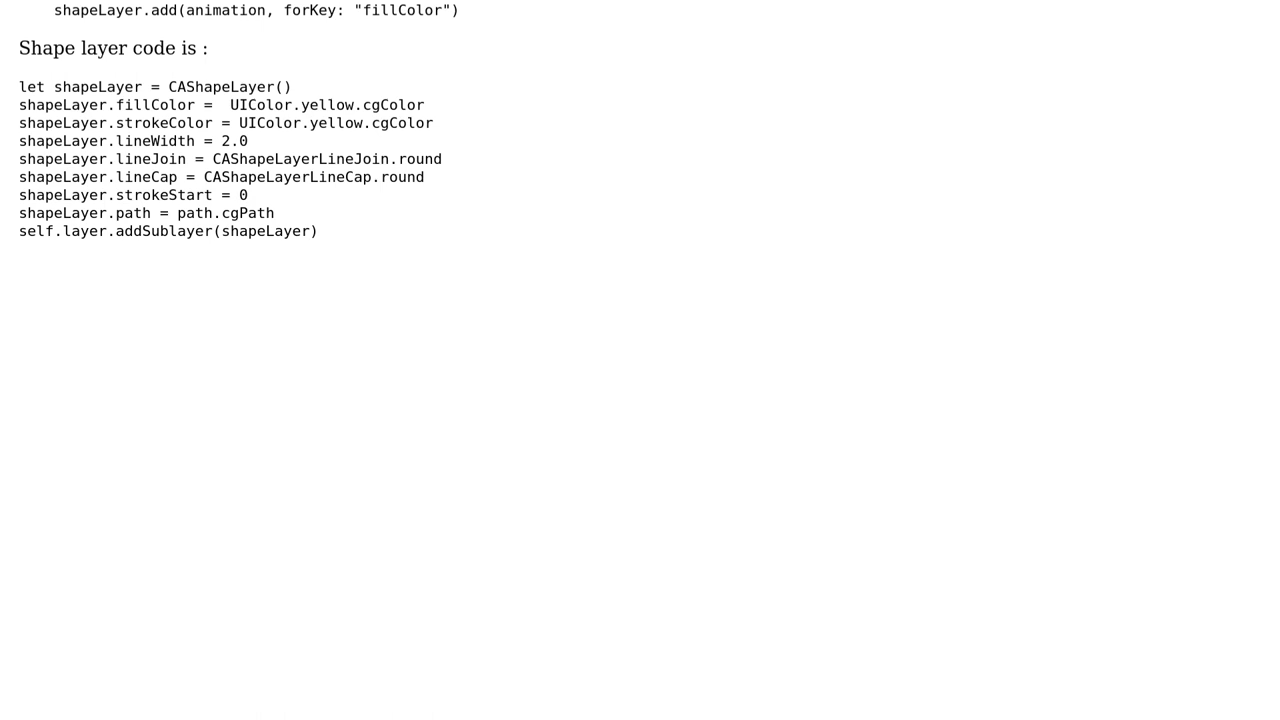 shapeLayer.add(animation, forKey: "fillColor")
Shape layer code is :
let shapeLayer = CAShapeLayer()
shapeLayer.fillColor =  UIColor.yellow.cgColor
shapeLayer.strokeColor = UIColor.yellow.cgColor
shapeLayer.lineWidth = 2.0
shapeLayer.lineJoin = CAShapeLayerLineJoin.round
shapeLayer.lineCap = CAShapeLayerLineCap.round
shapeLayer.strokeStart = 0
shapeLayer.path = path.cgPath
self.layer.addSublayer(shapeLayer)